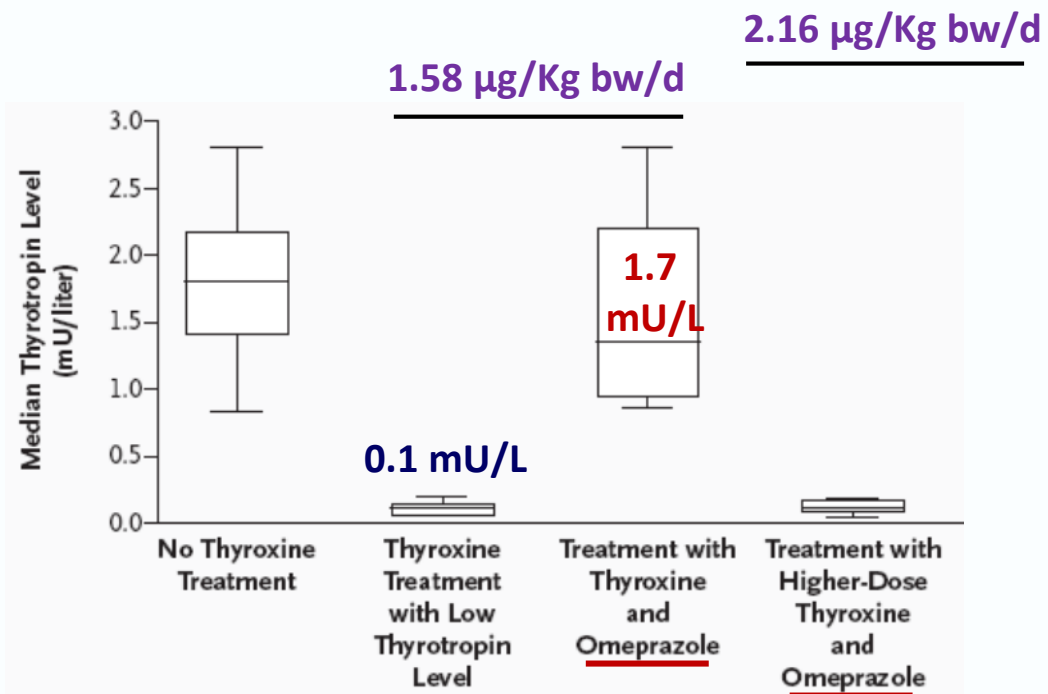 2.16 µg/Kg bw/d
1.58 µg/Kg bw/d
Median Thyrotropin Level
(mU/liter)
3.0
2.5
2.0
1.5
1.0
0.5
0.0
1.7
mU/L
0.1 mU/L
No Thyroxine
Treatment
Thyroxine
Treatment
with Low
Thyrotropin
Level
Treatment with
Thyroxine
and
Omeprazole
Treatment with
Higher-Dose
Thyroxine
and
Omeprazole